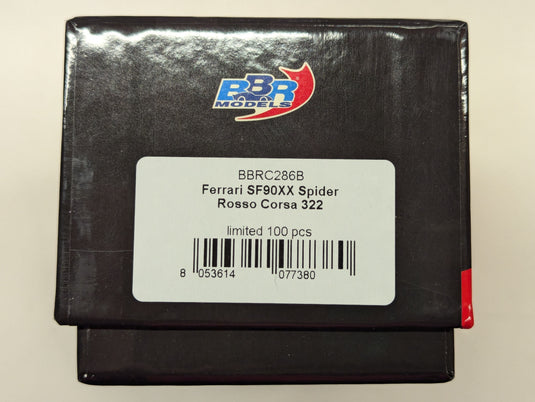 BBR
MODELS
BBRC286B
Ferrari SF90XX Spider
Rosso Corsa 322
limited 100 pcs
8 053614 077380